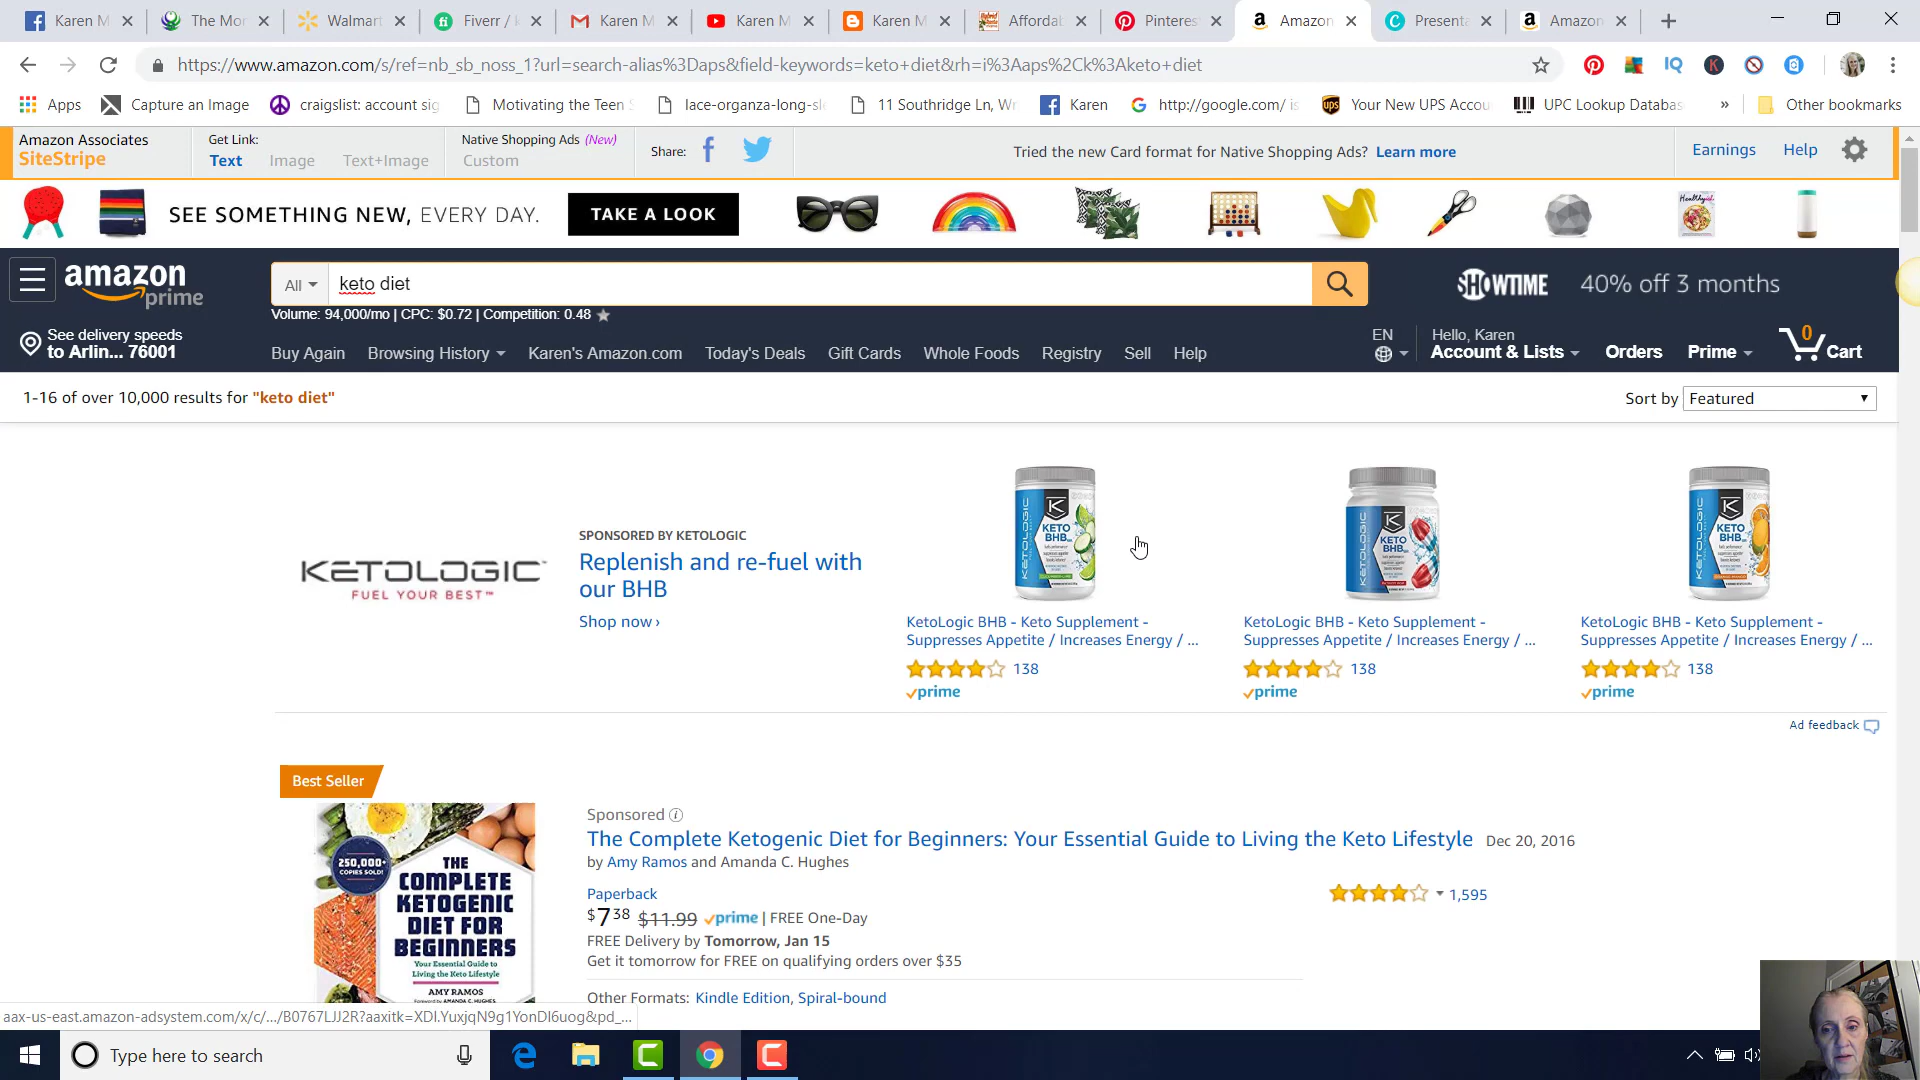 Karen M
The Mor
Walmart
Fiverr / k
Karen M
Karen M
Karen M
Affordab
Pinteres
Amazon
Presenta
Amazon
https://www.amazon.com/s/ref=nb_sb_noss_1?url=search-alias%3Daps&field-keywords=keto+diet&rh=i%3Aaps%2Ck%3Aketo+diet
Apps
Capture an Image
craigslist: account sig
Motivating the Teen S
lace-organza-long-sle
11 Southridge Ln, Wr
Karen
http://google.com/ is
Your New UPS Accou
UPC Lookup Databas
Other bookmarks
Amazon Associates
SiteStripe
Get Link:
Text Image Text+Image
Native Shopping Ads (New)
Custom
Share:
Tried the new Card format for Native Shopping Ads? Learn more
Earnings
Help
SEE SOMETHING NEW, EVERY DAY.
TAKE A LOOK
amazon
prime
All
keto diet
SHOWTIME 40% off 3 months
Volume: 94,000/mo | CPC: $0.72 | Competition: 0.48
See delivery speeds
to Arlin... 76001
Buy Again
Browsing History
Karen's Amazon.com
Today's Deals
Gift Cards
Whole Foods
Registry
Sell
Help
EN
Hello, Karen
Account & Lists
Orders
Prime
0
Cart
1-16 of over 10,000 results for "keto diet"
Sort by Featured
KETOLOGIC
FUEL YOUR BEST™
SPONSORED BY KETOLOGIC
Replenish and re-fuel with
our BHB
Shop now ›
KETOLOGIC
KETO
BHB
KETOLOGIC
KETO
BHB
KETOLOGIC
KETO
BHB
KetoLogic BHB - Keto Supplement -
Suppresses Appetite / Increases Energy / ...
138
prime
KetoLogic BHB - Keto Supplement -
Suppresses Appetite / Increases Energy / ...
138
prime
KetoLogic BHB - Keto Supplement -
Suppresses Appetite / Increases Energy / ...
138
prime
Ad feedback
Best Seller
250,000+
COPIES SOLD!
THE
COMPLETE
KETOGENIC
DIET FOR
BEGINNERS
Your Essential Guide to
Living the Keto Lifestyle
AMY RAMOS
Foreword by AMANDA C. HUGHES
Sponsored
The Complete Ketogenic Diet for Beginners: Your Essential Guide to Living the Keto Lifestyle Dec 20, 2016
by Amy Ramos and Amanda C. Hughes
Paperback
$7 38 $11.99 prime | FREE One-Day
FREE Delivery by Tomorrow, Jan 15
Get it tomorrow for FREE on qualifying orders over $35
1,595
Other Formats: Kindle Edition, Spiral-bound
aax-us-east.amazon-adsystem.com/x/c/.../B0767LJJ2R?aaxitk=XDI.YuxjqN9g1YonDI6uog&pd_...
Type here to search